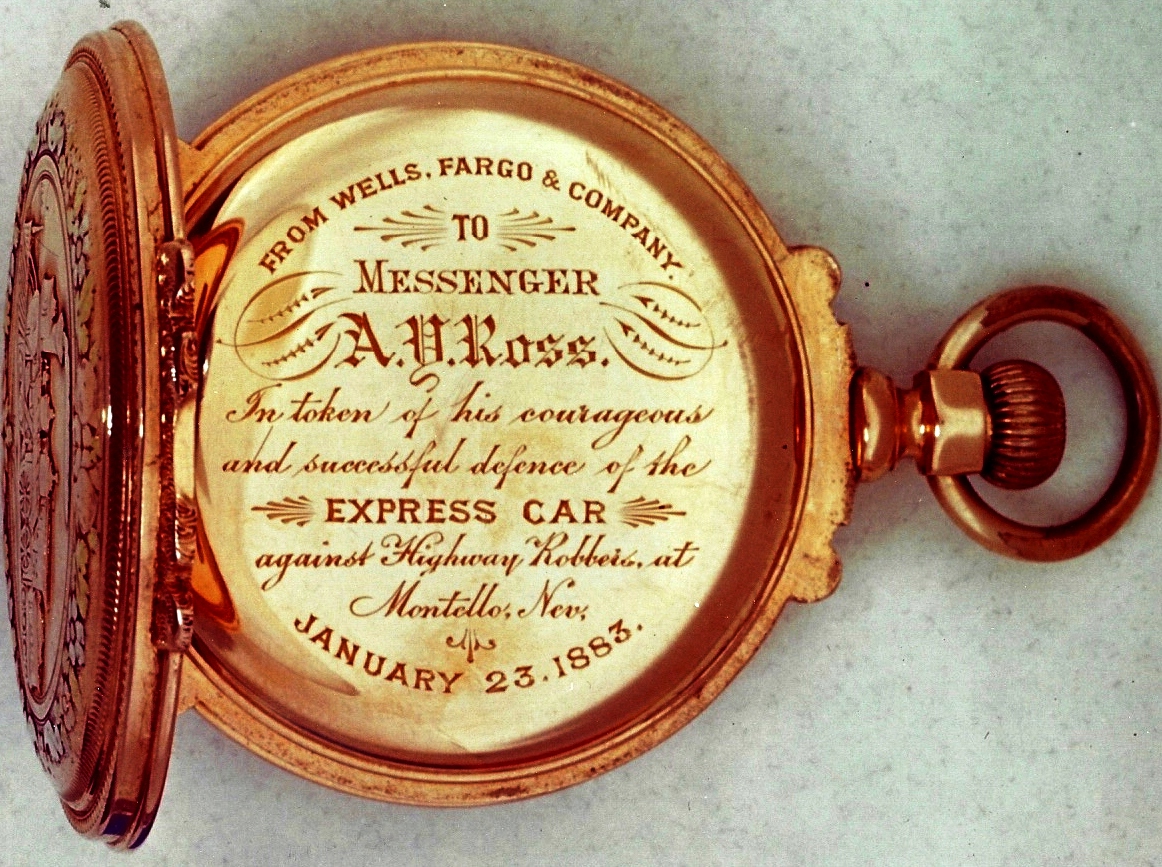 FROM WELLS, FARGO & COMPANY.
TO
MESSENGER
A.Y.Ross.
In token of his courageous
and successful defence of the
EXPRESS CAR
against Highway Robbers, at
Montello, Nev,
JANUARY 23.1883.